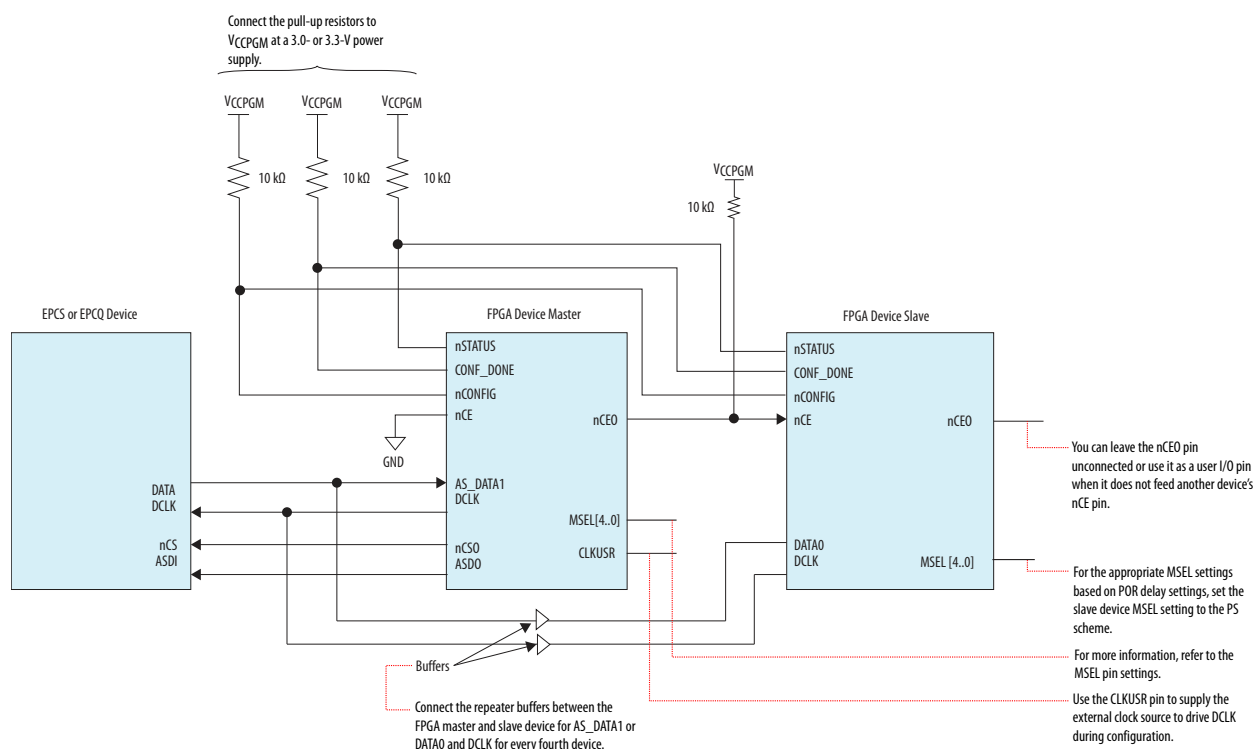 Connect the pull-up resistors to
VCCPGM at a 3.0- or 3.3-V power
supply.
VCCPGM
VCCPGM
VCCPGM
10 kΩ
10 kΩ
10 kΩ
VCCPGM
10 kΩ
EPCS or EPCQ Device
DATA
DCLK
nCS
ASDI
FPGA Device Master
nSTATUS
CONF_DONE
nCONFIG
nCE
nCEO
GND
AS_DATA1
DCLK
MSEL[4..0]
nCSO
CLKUSR
ASDO
FPGA Device Slave
nSTATUS
CONF_DONE
nCONFIG
nCE
nCEO
DATA0
DCLK
MSEL [4..0]
You can leave the nCEO pin
unconnected or use it as a user I/O pin
when it does not feed another device's
nCE pin.
For the appropriate MSEL settings
based on POR delay settings, set the
slave device MSEL setting to the PS
scheme.
For more information, refer to the
MSEL pin settings.
Use the CLKUSR pin to supply the
external clock source to drive DCLK
during configuration.
Buffers
Connect the repeater buffers between the
FPGA master and slave device for AS_DATA1 or
DATA0 and DCLK for every fourth device.